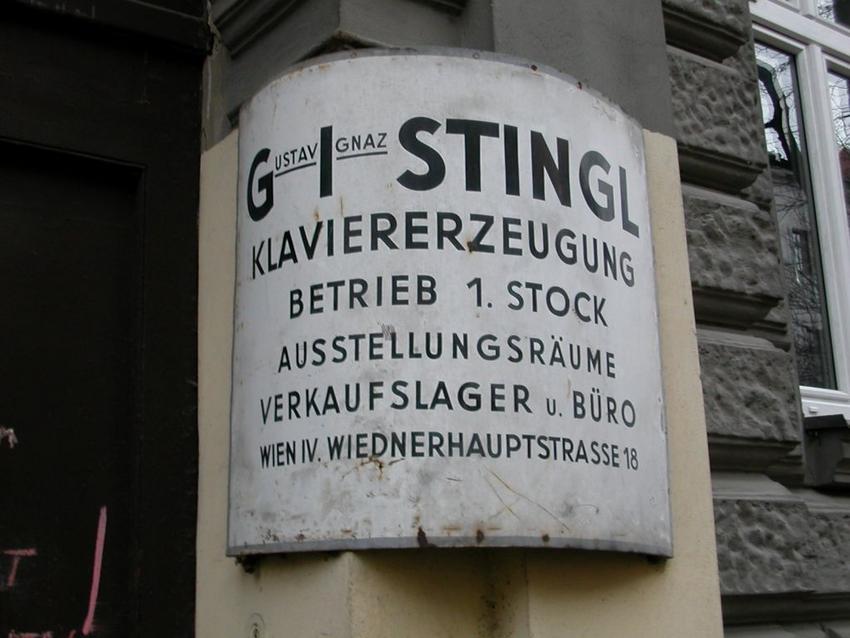 GUSTAV IGNAZ STINGL
KLAVIERERZEUGUNG
BETRIEB 1. STOCK
AUSSTELLUNGSRÄUME
VERKAUFSLAGER u. BÜRO
WIEN IV. WIEDNERHAUPTSTRASSE 18